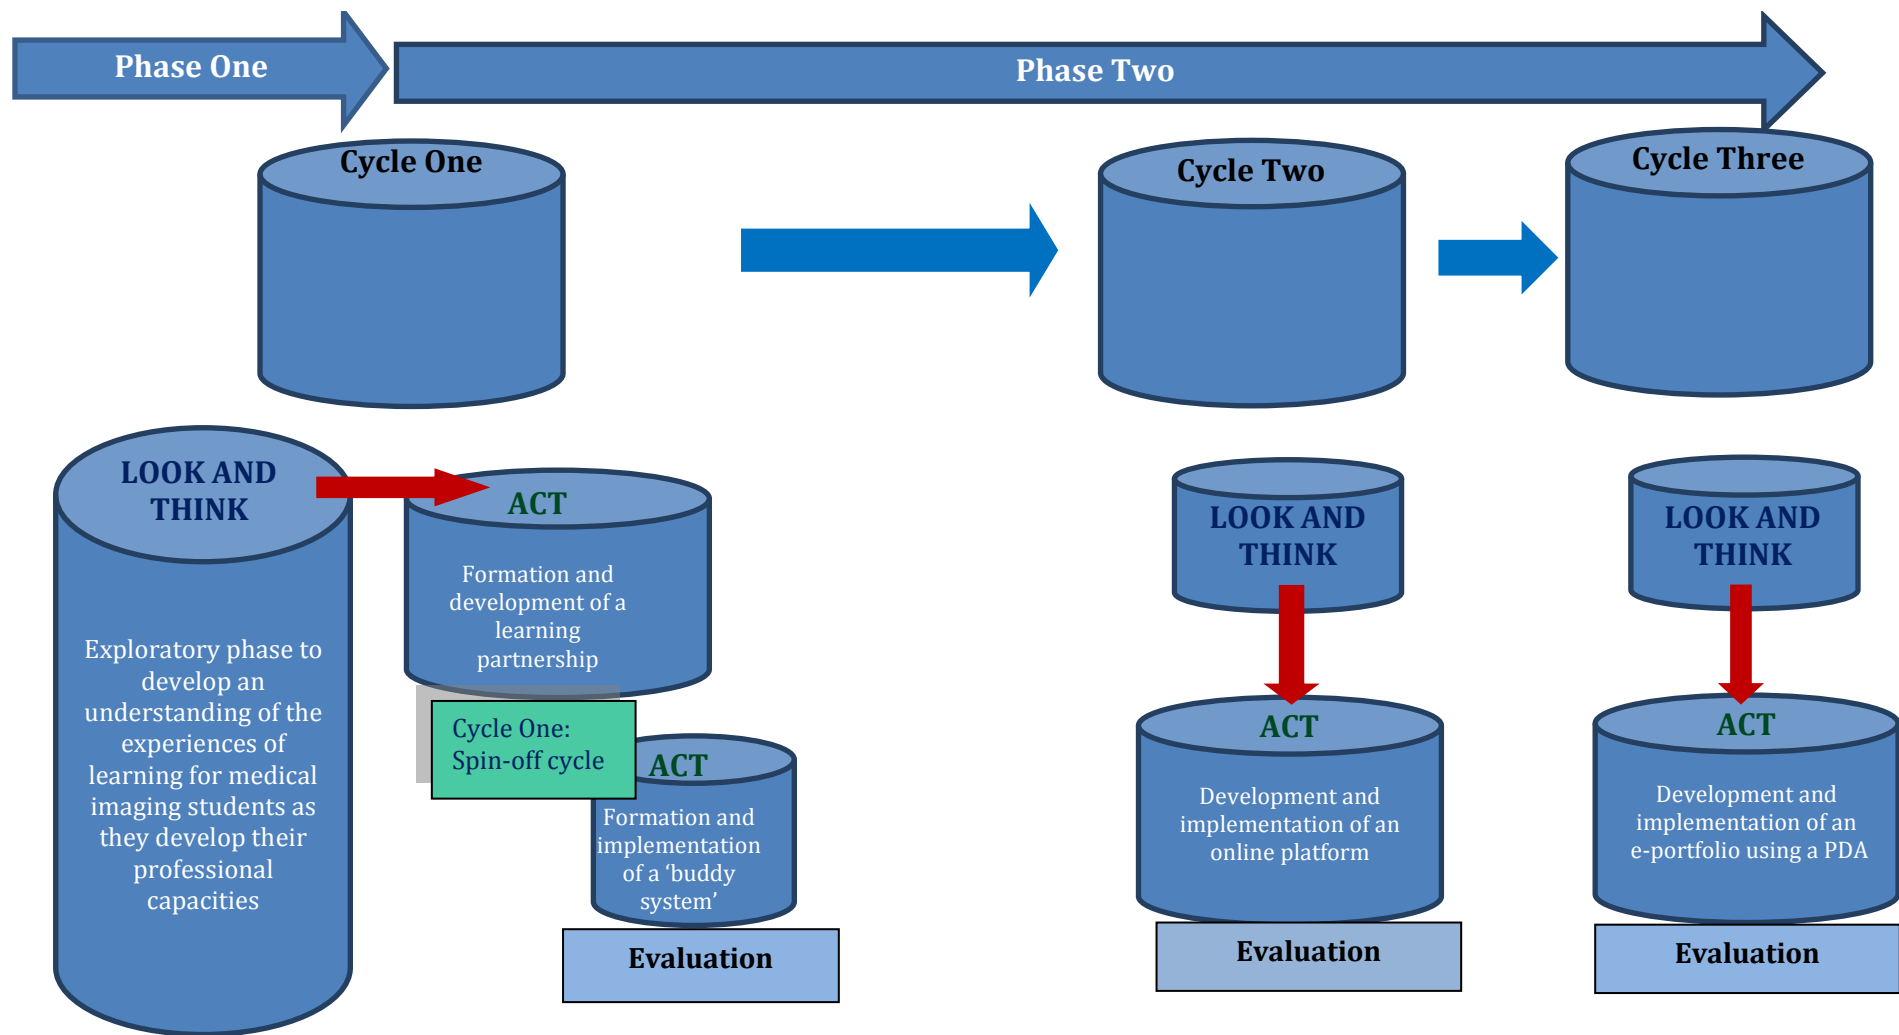 Phase One
Phase Two
Cycle One
Cycle Two
Cycle Three
LOOK AND
THINK
Exploratory phase to
develop an
understanding of the
experiences of
learning for medical
imaging students as
they develop their
professional
capacities
ACT
Formation and
development of a
learning
partnership
Cycle One:
Spin-off cycle
ACT
Formation and
implementation
of a ‘buddy
system’
Evaluation
LOOK AND
THINK
ACT
Development and
implementation of an
online platform
Evaluation
LOOK AND
THINK
ACT
Development and
implementation of an
e-portfolio using a PDA
Evaluation